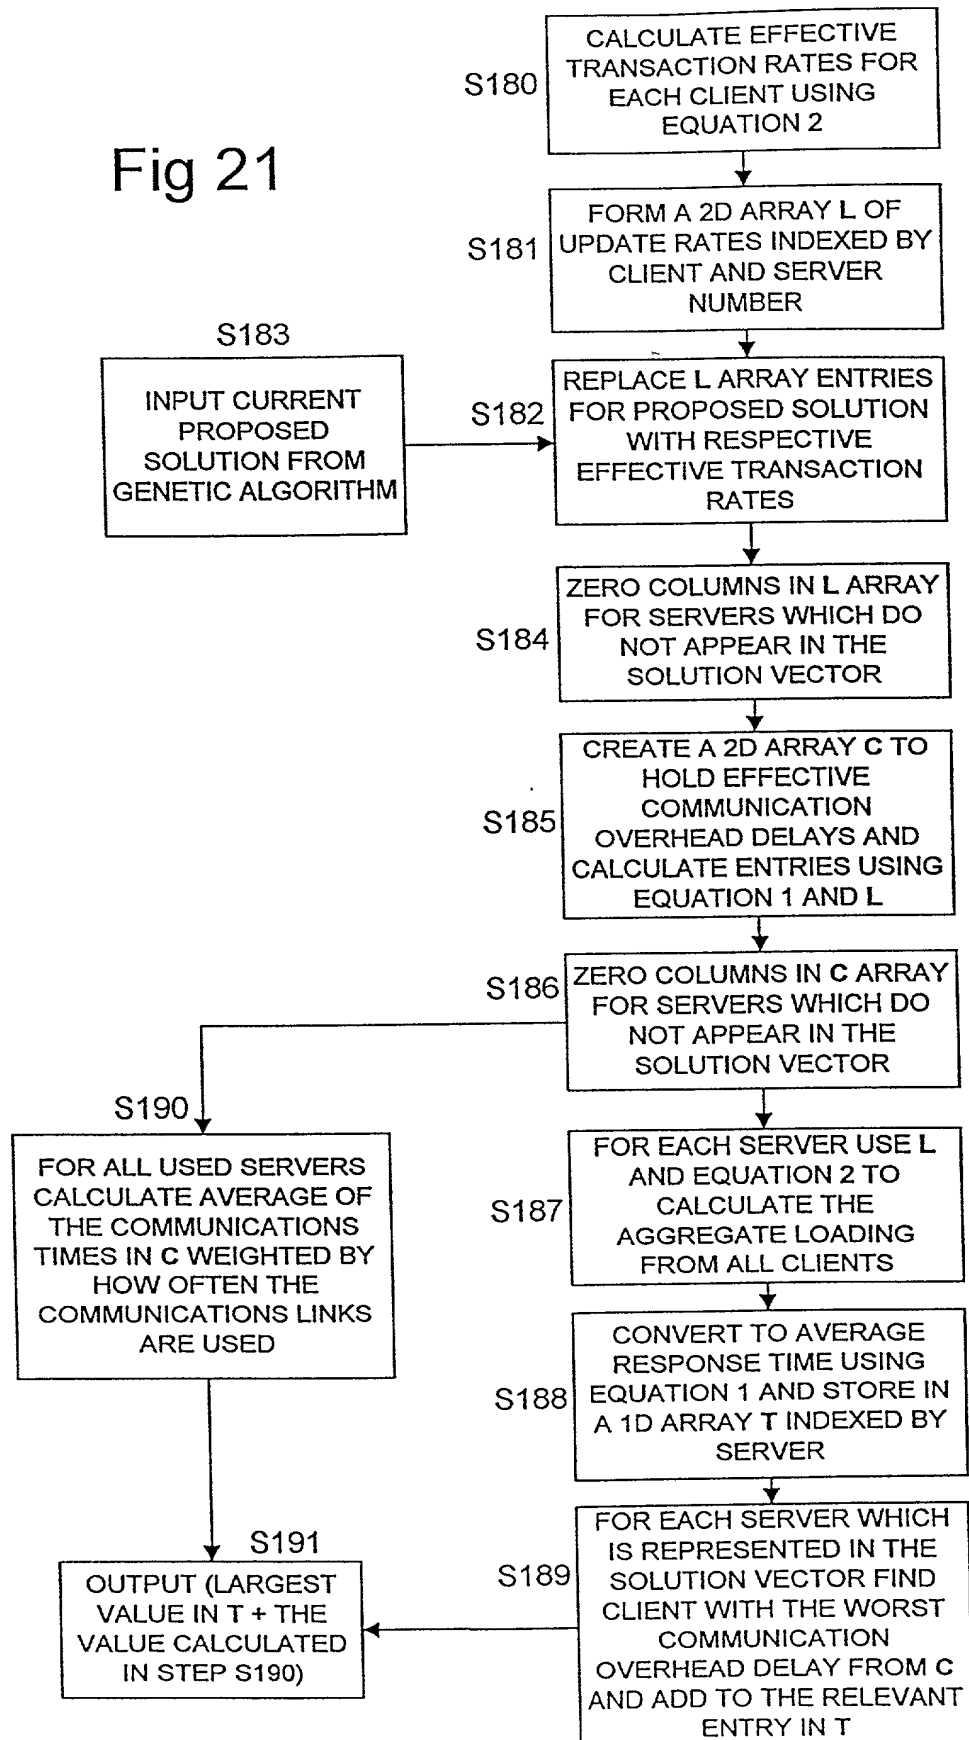 Fig 21
S180
CALCULATE EFFECTIVE
TRANSACTION RATES FOR
EACH CLIENT USING
EQUATION 2
S181
FORM A 2D ARRAY L OF
UPDATE RATES INDEXED BY
CLIENT AND SERVER
NUMBER
S183
INPUT CURRENT
PROPOSED
SOLUTION FROM
GENETIC ALGORITHM
S182
REPLACE L ARRAY ENTRIES
FOR PROPOSED SOLUTION
WITH RESPECTIVE
EFFECTIVE TRANSACTION
RATES
S184
ZERO COLUMNS IN L ARRAY
FOR SERVERS WHICH DO
NOT APPEAR IN THE
SOLUTION VECTOR
S185
CREATE A 2D ARRAY C TO
HOLD EFFECTIVE
COMMUNICATION
OVERHEAD DELAYS AND
CALCULATE ENTRIES USING
EQUATION 1 AND L
S186
ZERO COLUMNS IN C ARRAY
FOR SERVERS WHICH DO
NOT APPEAR IN THE
SOLUTION VECTOR
S190
FOR ALL USED SERVERS
CALCULATE AVERAGE OF
THE COMMUNICATIONS
TIMES IN C WEIGHTED BY
HOW OFTEN THE
COMMUNICATIONS LINKS
ARE USED
S187
FOR EACH SERVER USE L
AND EQUATION 2 TO
CALCULATE THE
AGGREGATE LOADING
FROM ALL CLIENTS
S188
CONVERT TO AVERAGE
RESPONSE TIME USING
EQUATION 1 AND STORE IN
A 1D ARRAY T INDEXED BY
SERVER
S189
FOR EACH SERVER WHICH
IS REPRESENTED IN THE
SOLUTION VECTOR FIND
CLIENT WITH THE WORST
COMMUNICATION
OVERHEAD DELAY FROM C
AND ADD TO THE RELEVANT
ENTRY IN T
S191
OUTPUT (LARGEST
VALUE IN T + THE
VALUE CALCULATED
IN STEP S190)